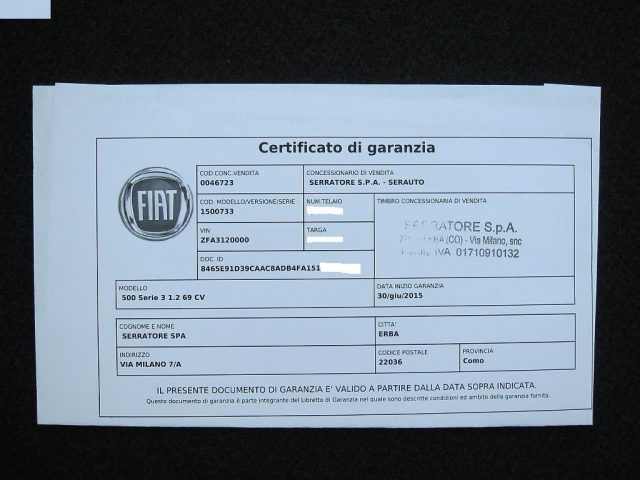 Certificato di garanzia
FIAT
COD.CONC.VENDITA
0046723
CONCESSIONARIO DI VENDITA
SERRATORE S.P.A. - SERAUTO
COD. MODELLO/VERSIONE/SERIE
1500733
NUM.TELAIO
TIMBRO CONCESSIONARIA DI VENDITA
SERRATORE S.p.A.
ERBA (CO) - Via Milano, snc
IVA 01710910132
VIN
ZFA3120000
TARGA
DOC. ID
8465E91D39CAAC8ADB4FA151
MODELLO
500 Serie 3 1.2 69 CV
DATA INIZIO GARANZIA
30/giu/2015
COGNOME E NOME
SERRATORE SPA
CITTA'
ERBA
INDIRIZZO
VIA MILANO 7/A
CODICE POSTALE
22036
PROVINCIA
Como
IL PRESENTE DOCUMENTO DI GARANZIA E' VALIDO A PARTIRE DALLA DATA SOPRA INDICATA.
Questo documento di garanzia è parte integrante del Libretto di Garanzia nel quale sono descritte condizioni ed ambito della garanzia fornita.